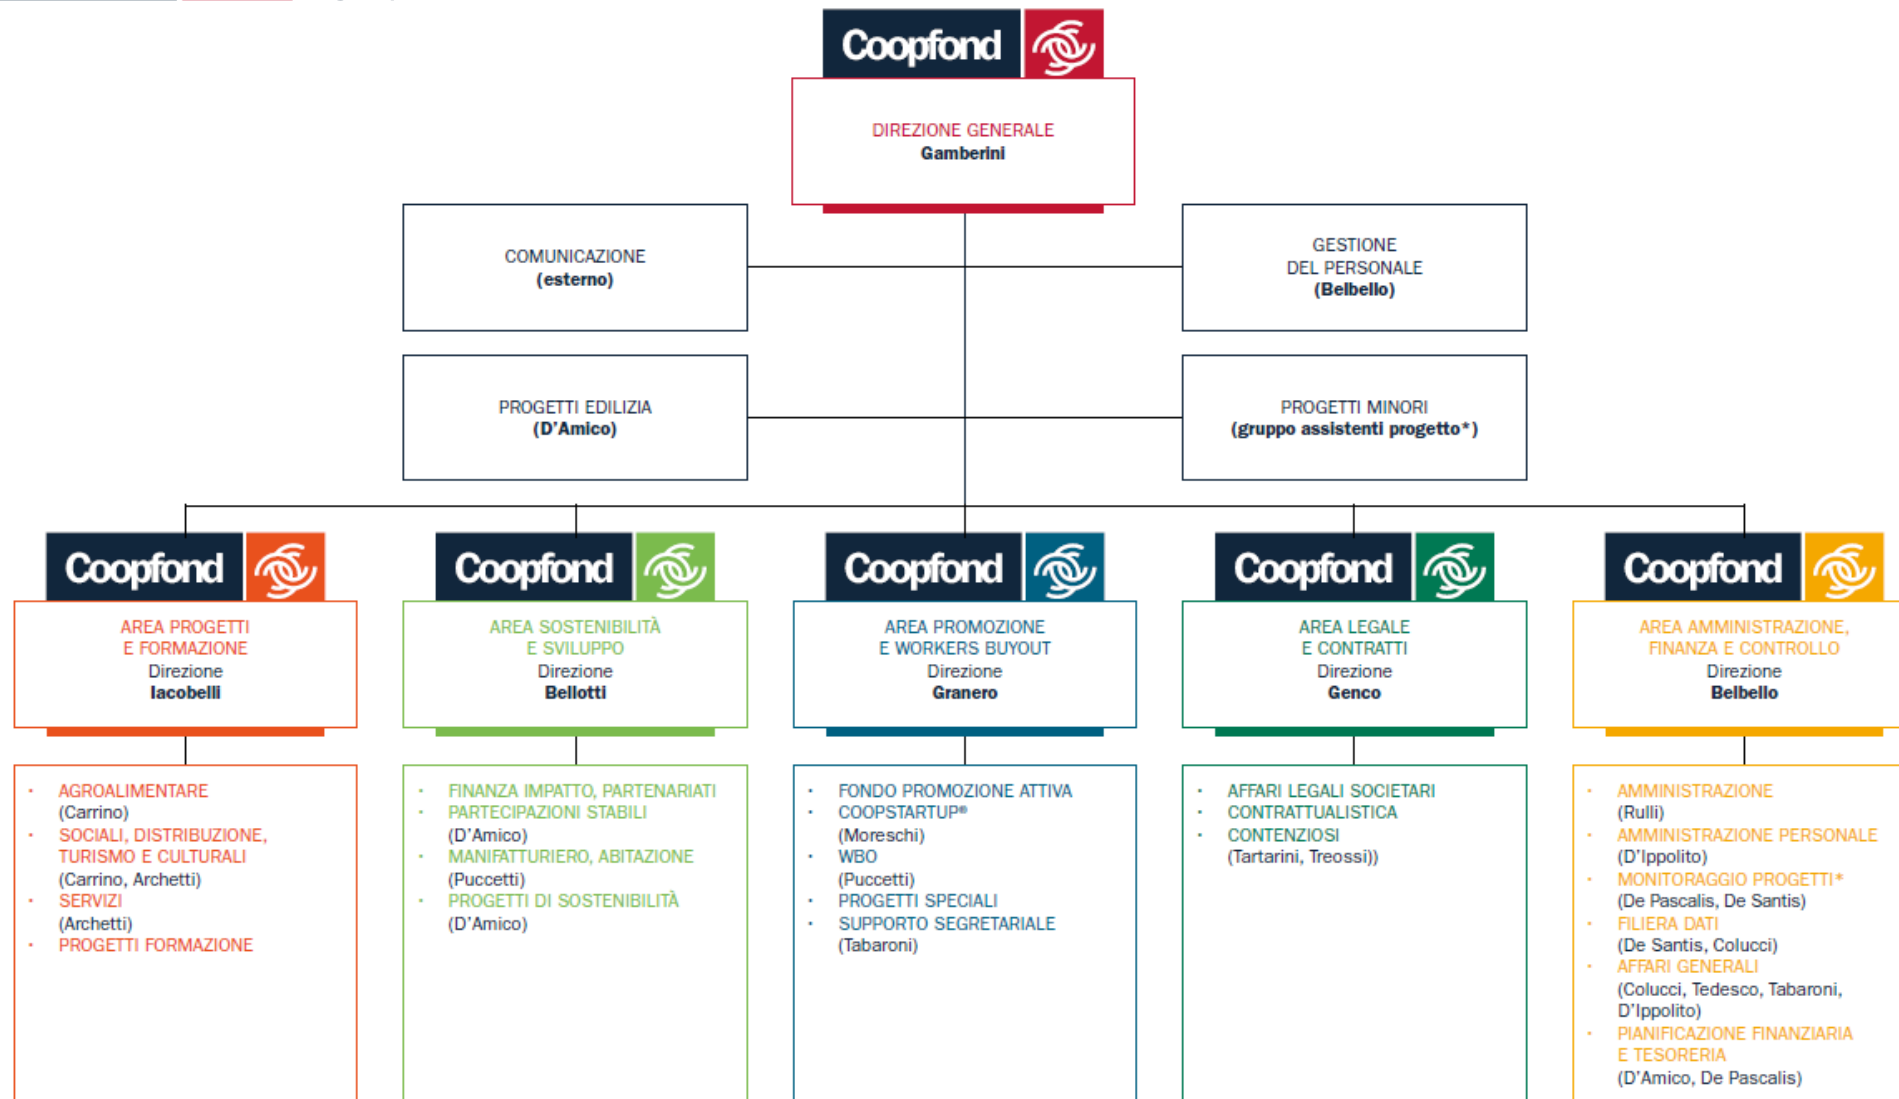 Coopfond
DIREZIONE GENERALE
Gamberini
COMUNICAZIONE
(esterno)
GESTIONE
DEL PERSONALE
(Belbello)
PROGETTI EDILIZIA
(D'Amico)
PROGETTI MINORI
(gruppo assistenti progetto*)
Coopfond
AREA PROGETTI
E FORMAZIONE
Direzione
Iacobelli
· AGROALIMENTARE
(Carrino)
· SOCIALI, DISTRIBUZIONE,
TURISMO E CULTURALI
(Carrino, Archetti)
· SERVIZI
(Archetti)
· PROGETTI FORMAZIONE
Coopfond
AREA SOSTENIBILITÀ
E SVILUPPO
Direzione
Bellotti
· FINANZA IMPATTO, PARTENARIATI
· PARTECIPAZIONI STABILI
(D'Amico)
· MANIFATTURIERO, ABITAZIONE
(Puccetti)
· PROGETTI DI SOSTENIBILITÀ
(D'Amico)
Coopfond
AREA PROMOZIONE
E WORKERS BUYOUT
Direzione
Granero
· FONDO PROMOZIONE ATTIVA
· COOPSTARTUP®
(Moreschi)
· WBO
(Puccetti)
· PROGETTI SPECIALI
· SUPPORTO SEGRETARIALE
(Tabaroni)
Coopfond
AREA LEGALE
E CONTRATTI
Direzione
Genco
· AFFARI LEGALI SOCIETARI
· CONTRATTUALISTICA
· CONTENZIOSI
(Tartarini, Treossi))
Coopfond
AREA AMMINISTRAZIONE,
FINANZA E CONTROLLO
Direzione
Belbello
· AMMINISTRAZIONE
(Rulli)
· AMMINISTRAZIONE PERSONALE
(D'Ippolito)
· MONITORAGGIO PROGETTI*
(De Pascalis, De Santis)
· FILIERA DATI
(De Santis, Colucci)
· AFFARI GENERALI
(Colucci, Tedesco, Tabaroni,
D'Ippolito)
· PIANIFICAZIONE FINANZIARIA
E TESORERIA
(D'Amico, De Pascalis)